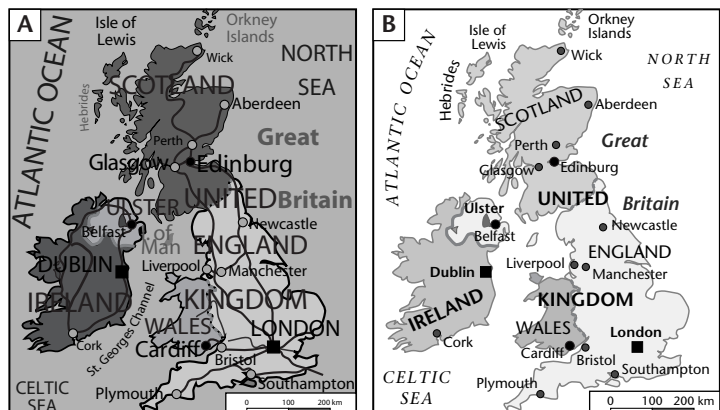 A
Isle of
Lewis
Orkney
Islands
Wick
NORTH
SEA
ATLANTIC OCEAN
Hebrides
SCOTLAND
Aberdeen
Perth
Great
Glasgow
Edinburg
ULSTER
UNITED
Britain
Belfast
of
Man
Newcastle
ENGLAND
DUBLIN
Liverpool
Manchester
IRELAND
St. Georges Channel
KINGDOM
WALES
LONDON
Cork
Cardiff
Bristol
CELTIC
SEA
Plymouth
Southampton
0 100 200 km
B
Isle of
Lewis
Orkney
Islands
Wick
NORTH
SEA
ATLANTIC OCEAN
Hebrides
SCOTLAND
Aberdeen
Perth
Great
Glasgow
Edinburg
UNITED
Britain
Ulster
Belfast
Newcastle
ENGLAND
Dublin
Liverpool
Manchester
IRELAND
KINGDOM
WALES
London
Cork
Cardiff
Bristol
CELTIC
SEA
Plymouth
Southampton
0 100 200 km